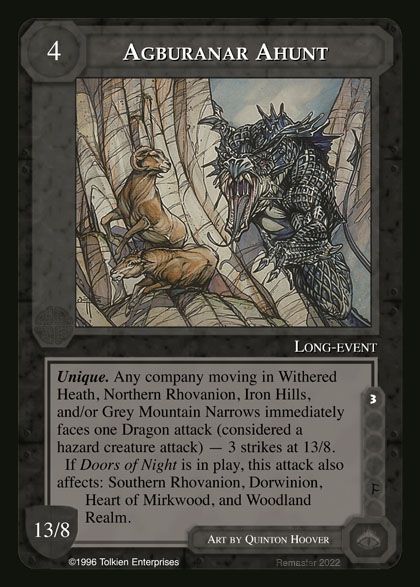 4
AGBURANAR AHUNT
LONG-EVENT
Unique. Any company moving in Withered
Heath, Northern Rhovanion, Iron Hills,
and/or Grey Mountain Narrows immediately
faces one Dragon attack (considered a
hazard creature attack) — 3 strikes at 13/8.
If Doors of Night is in play, this attack also
affects: Southern Rhovanion, Dorwinion,
Heart of Mirkwood, and Woodland
Realm.
3
13/8
ART BY QUINTON HOOVER
©1996 Tolkien Enterprises
Remaster 2022